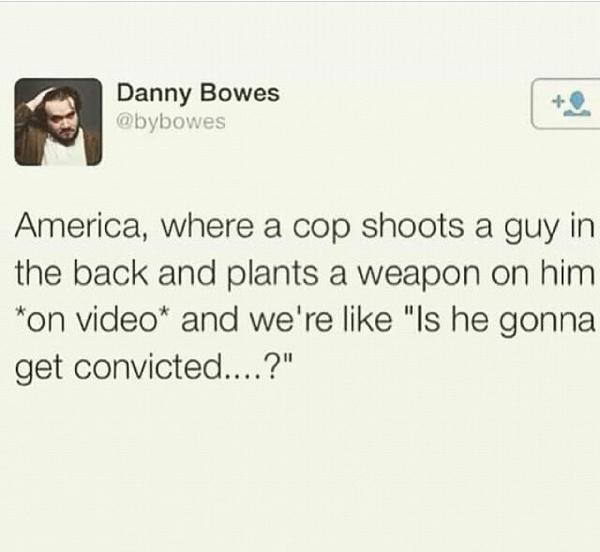 Danny Bowes
@bybowes
America, where a cop shoots a guy in
the back and plants a weapon on him
*on video* and we're like "Is he gonna
get convicted....?"